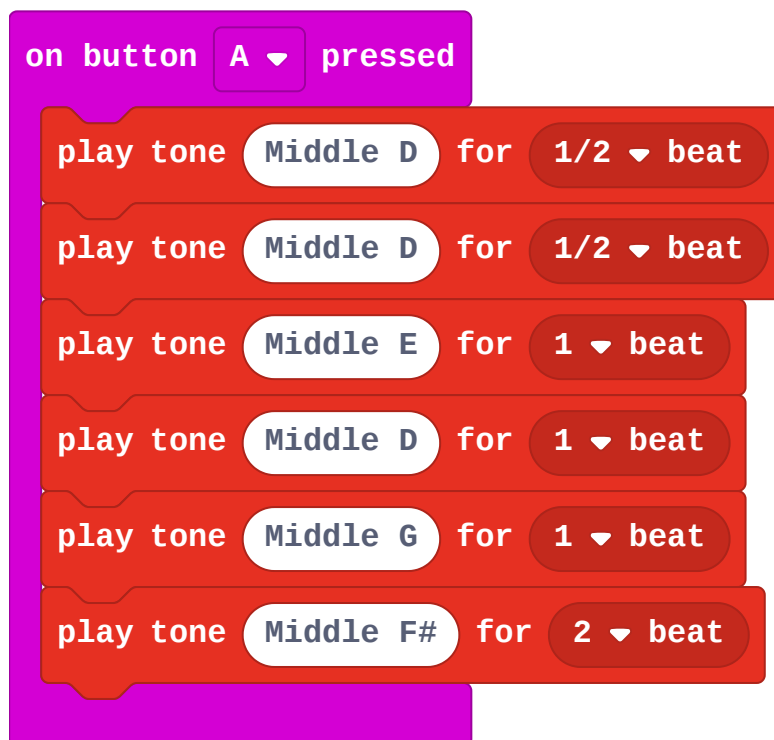 on button A pressed
play tone Middle D for 1/2 beat
play tone Middle D for 1/2 beat
play tone Middle E for 1 beat
play tone Middle D for 1 beat
play tone Middle G for 1 beat
play tone Middle F# for 2 beat